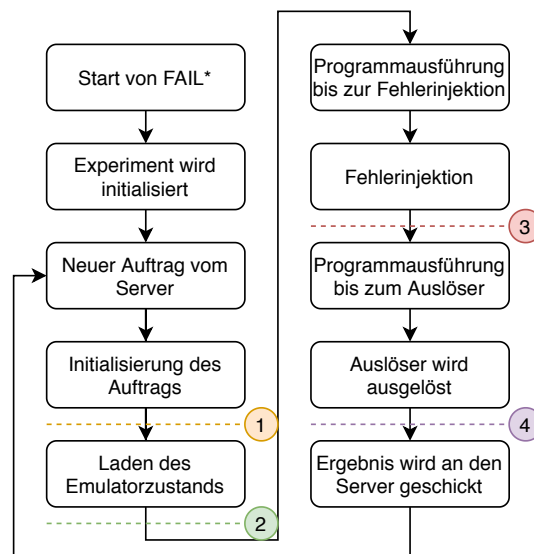 Start von FAIL*
Experiment wird
initialisiert
Neuer Auftrag vom
Server
Initialisierung des
Auftrags
1
Laden des
Emulatorzustands
2
Programmausführung
bis zur Fehlerinjektion
Fehlerinjektion
3
Programmausführung
bis zum Auslöser
Auslöser wird
ausgelöst
4
Ergebnis wird an den
Server geschickt